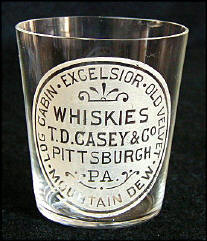 LOG CABIN · EXCELSIOR · OLD VELVET · MOUNTAIN DEW ·
WHISKIES
T.D. CASEY & CO
PITTSBURGH
· PA. ·